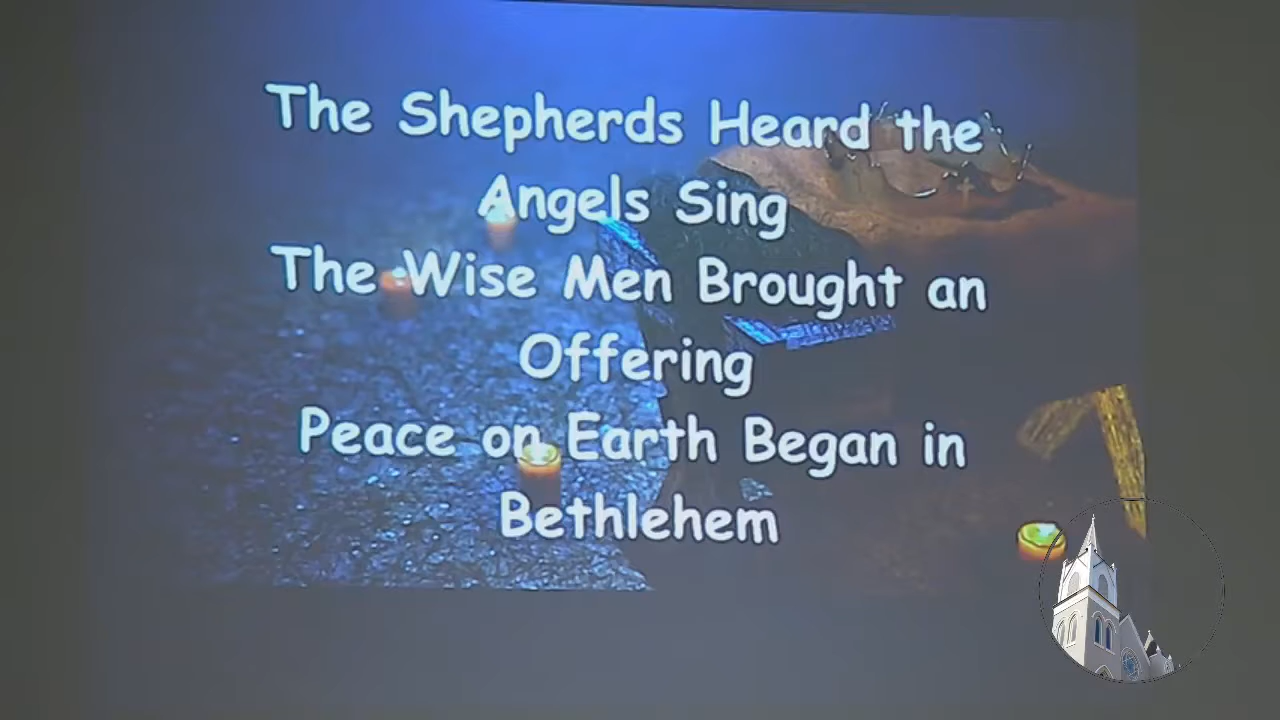 The Shepherds Heard the
Angels Sing
The Wise Men Brought an
Offering
Peace on Earth Began in
Bethlehem